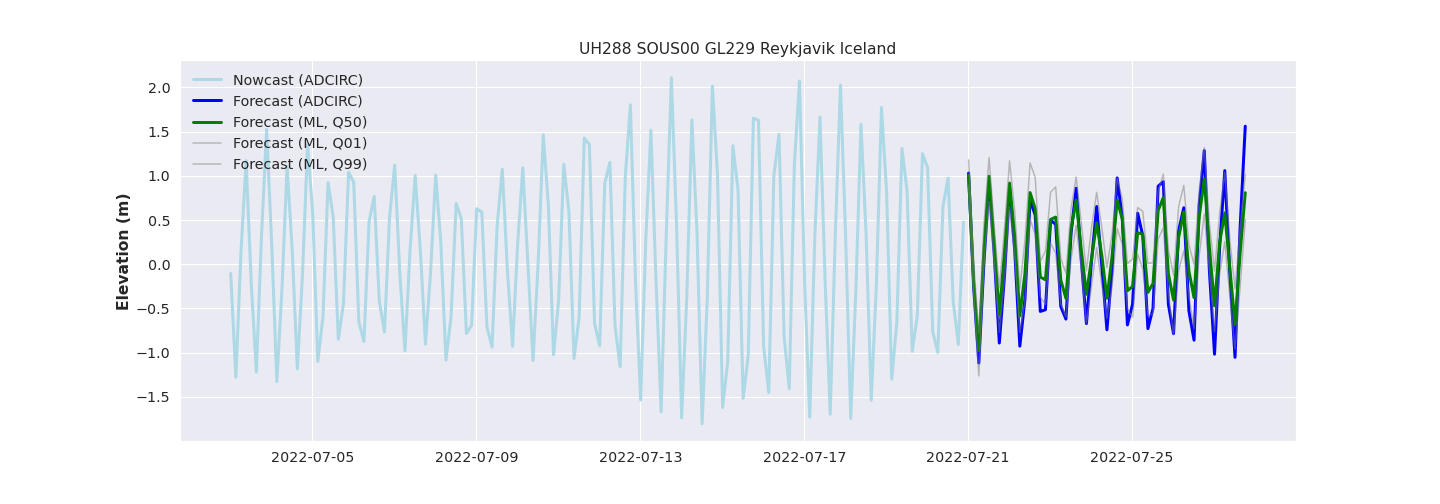 UH288 SOUS00 GL229 Reykjavik Iceland
Nowcast (ADCIRC)
Forecast (ADCIRC)
Forecast (ML, Q50)
Forecast (ML, Q01)
Forecast (ML, Q99)
Elevation (m)
2.0
1.5
1.0
0.5
0.0
−0.5
−1.0
−1.5
2022-07-05 2022-07-09 2022-07-13 2022-07-17 2022-07-21 2022-07-25